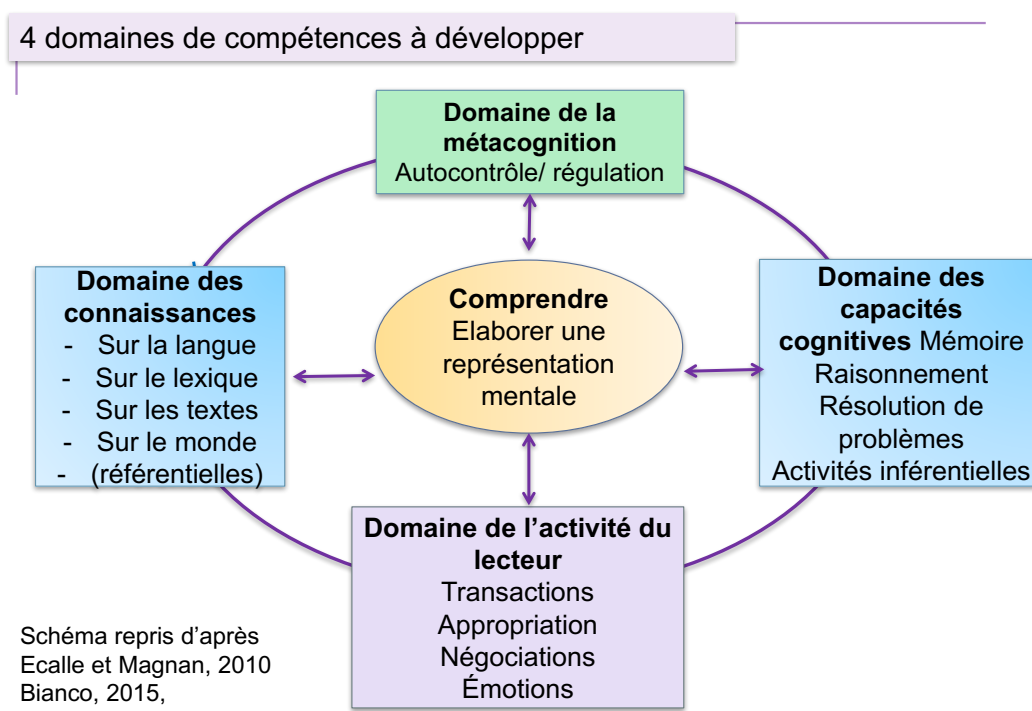 4 domaines de compétences à développer
Domaine de la
métacognition
Autocontrôle/ régulation
Domaine des
connaissances
- Sur la langue
- Sur le lexique
- Sur les textes
- Sur le monde
- (référentielles)
Comprendre
Elaborer une
représentation
mentale
Domaine des
capacités
cognitives Mémoire
Raisonnement
Résolution de
problèmes
Activités inférentielles
Domaine de l’activité du
lecteur
Transactions
Appropriation
Négociations
Émotions
Schéma repris d’après
Ecalle et Magnan, 2010
Bianco, 2015,